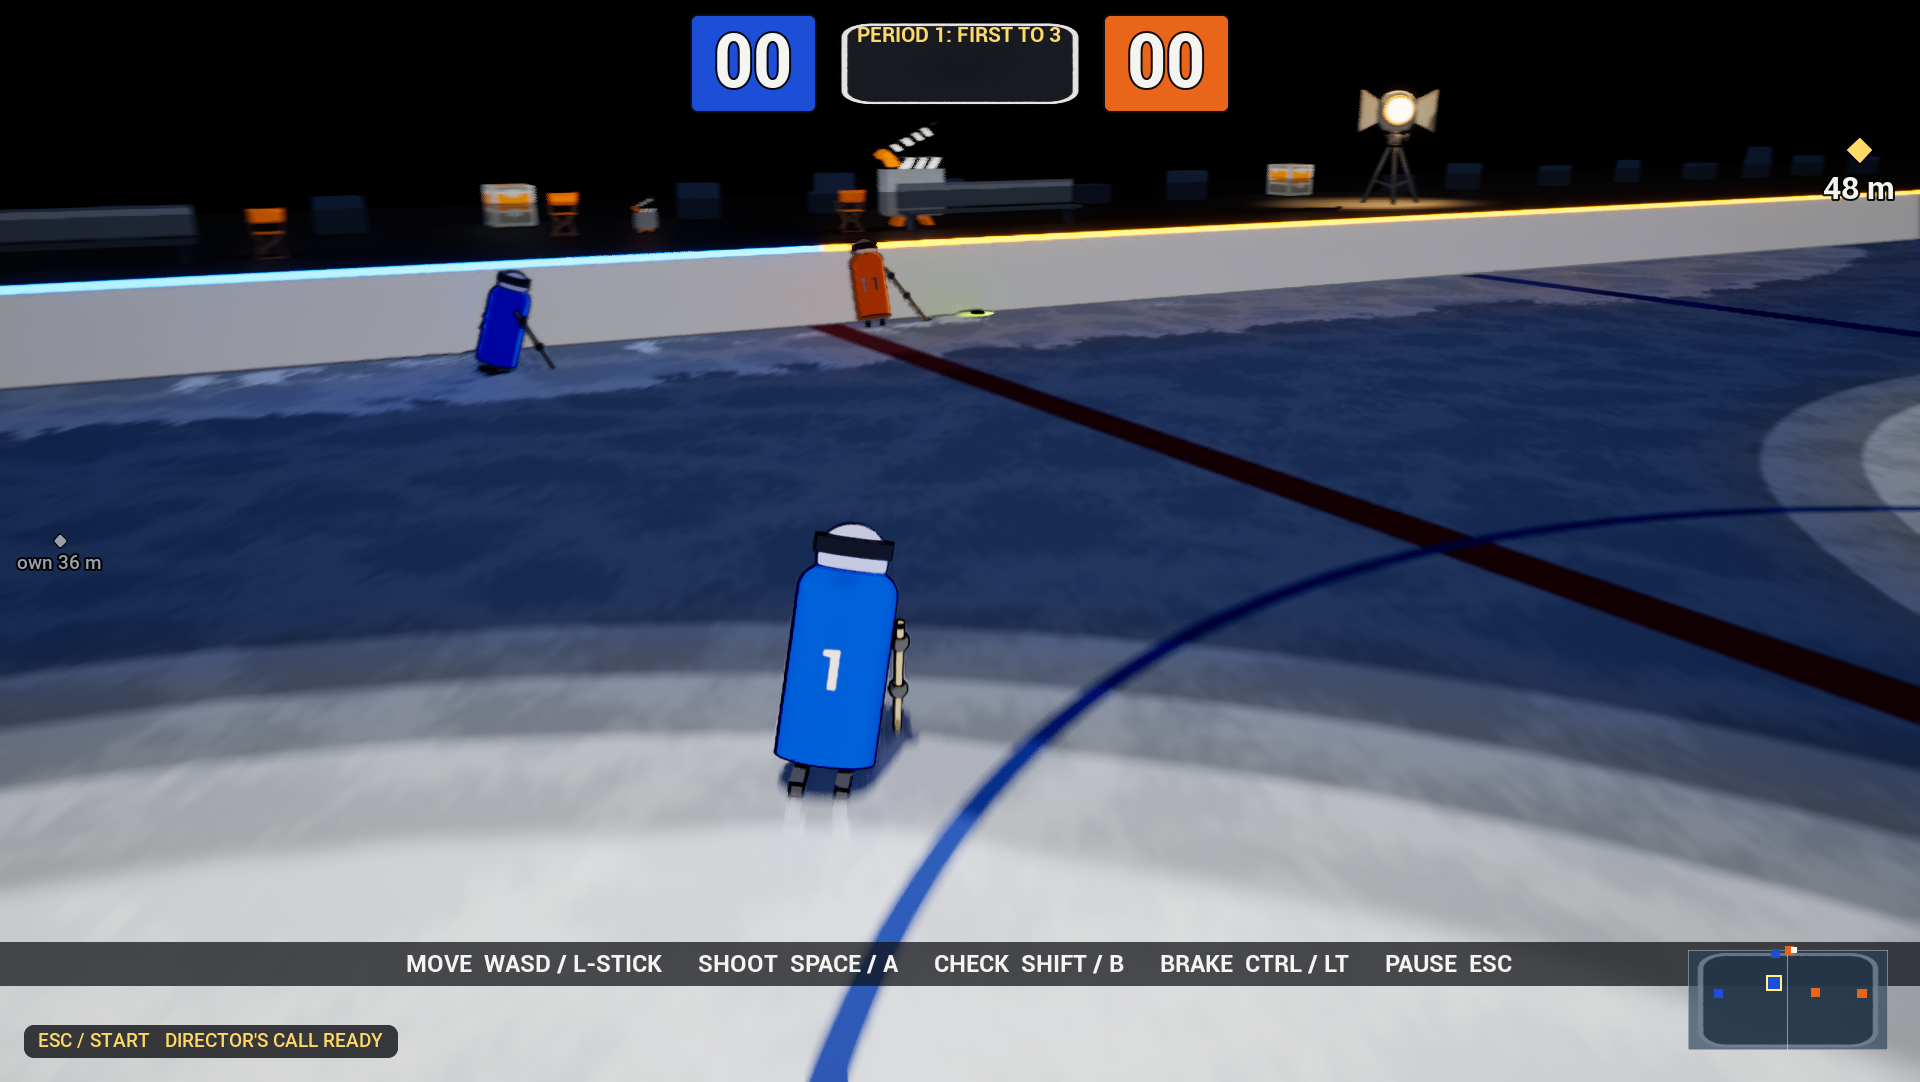 00 PERIOD 1: FIRST TO 3 00
48 m
11
own 36 m
1
MOVE WASD / L-STICK SHOOT SPACE / A CHECK SHIFT / B BRAKE CTRL / LT PAUSE ESC
ESC / START DIRECTOR'S CALL READY